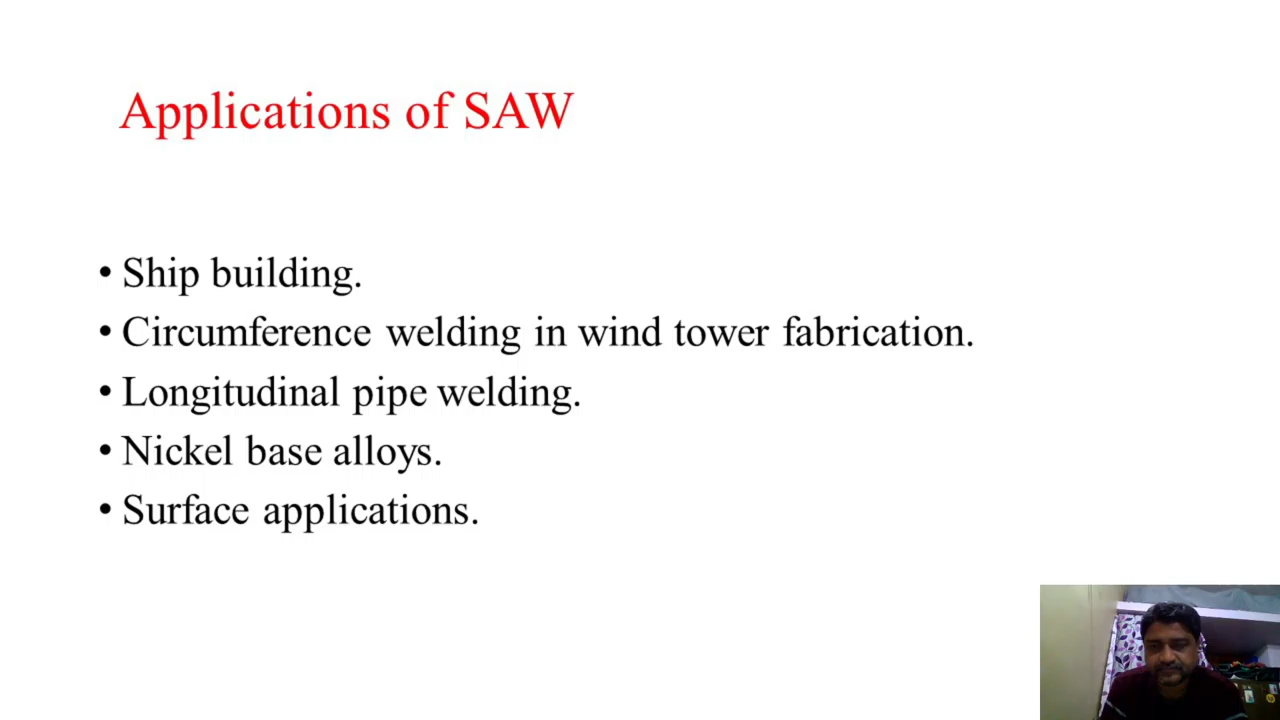 Applications of SAW
• Ship building.
• Circumference welding in wind tower fabrication.
• Longitudinal pipe welding.
• Nickel base alloys.
• Surface applications.